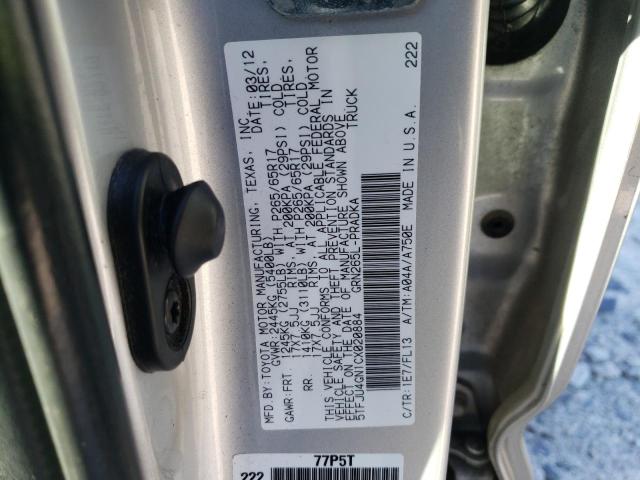 MFD.BY:TOYOTA MOTOR MANUFACTURING, TEXAS, INC. DATE:03/12
GVWR:2445KG (5400LB)
GAWR:FRT 1245KG (2755LB) WITH P265/65R17 TIRES,
17X7.5JJ RIMS, AT 200KPA (29PSI) COLD
RR. 1410KG (3110LB) WITH P265/65R17 TIRES,
17X7.5JJ RIMS, AT 200KPA (29PSI) COLD
THIS VEHICLE CONFORMS TO ALL APPLICABLE FEDERAL MOTOR
VEHICLE SAFETY AND THEFT PREVENTION STANDARDS IN
EFFECT ON THE DATE OF MANUFACTURE SHOWN ABOVE.
5TFJU4GN1CX020884 TRUCK
GRN265L-PRADKA
C/TR:1E7/FL13 A/TM:A04A/A750E MADE IN U.S.A. 222
77P5T
222